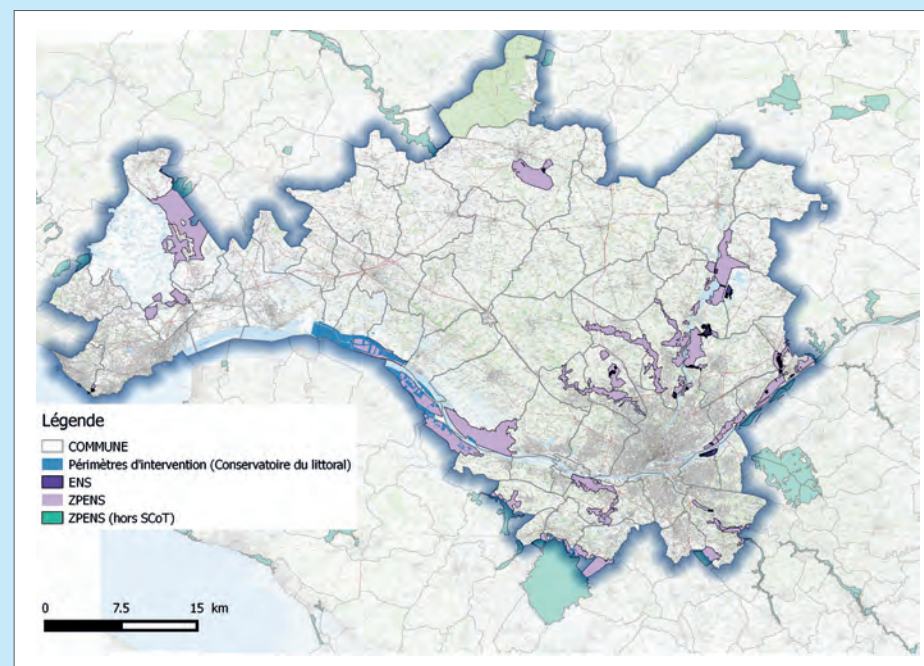 Légende
COMMUNE
Périmètres d'intervention (Conservatoire du littoral)
ENS
ZPENS
ZPENS (hors SCoT)
0 7.5 15 km